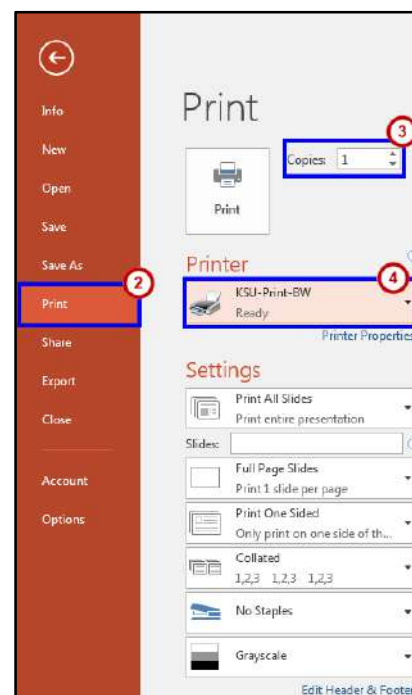 Info
New
Open
Save
Save As
Print
2
Share
Export
Close
Account
Options
Print
3
Copies: 1
Print
Printer
4
KSU-Print-BW
Ready
Printer Properties
Settings
Print All Slides
Print entire presentation
Slides:
Full Page Slides
Print 1 slide per page
Print One Sided
Only print on one side of th...
Collated
1,2,3 1,2,3 1,2,3
No Staples
Grayscale
Edit Header & Footer